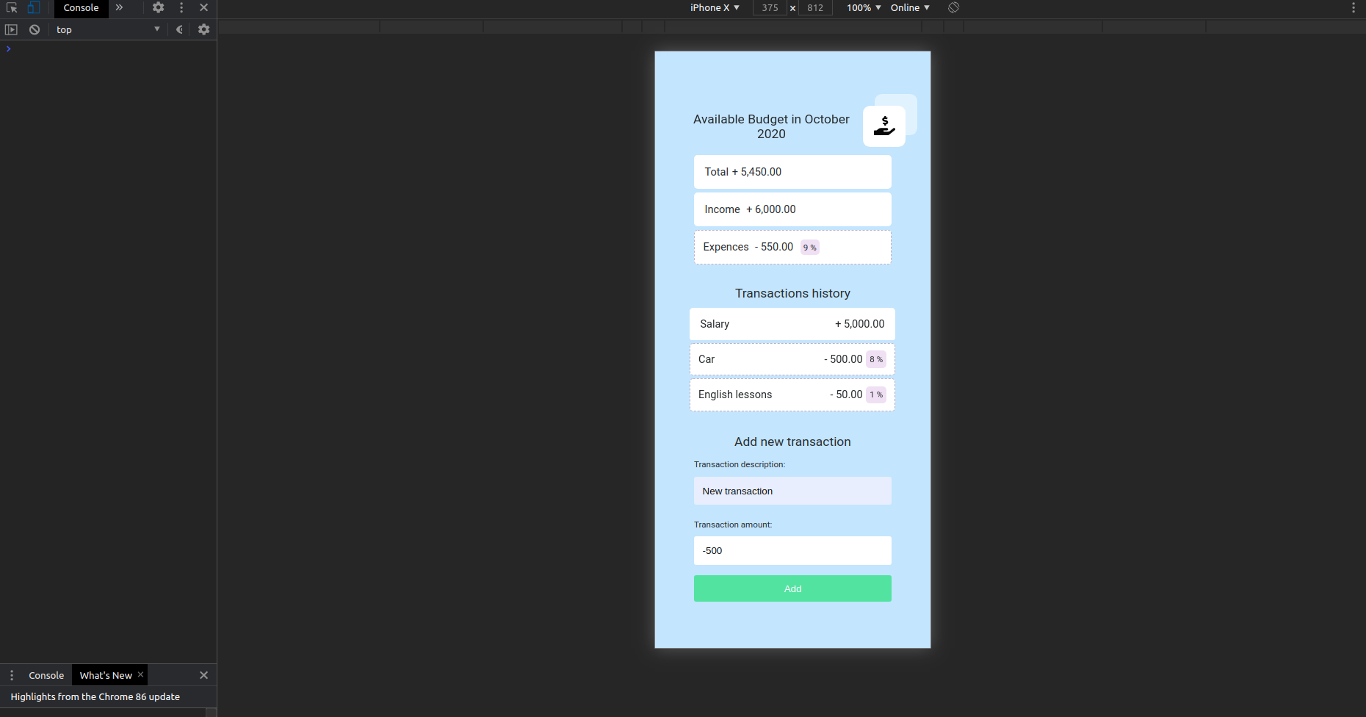 Console » iPhone X ▼ 375 x 812 100% ▼ Online ▼
top ▼
>
Available Budget in October
2020
$
Total + 5,450.00
Income + 6,000.00
Expences - 550.00 9 %
Transactions history
Salary + 5,000.00
Car - 500.00 8 %
English lessons - 50.00 1 %
Add new transaction
Transaction description:
New transaction
Transaction amount:
-500
Add
Console What's New ×
Highlights from the Chrome 86 update